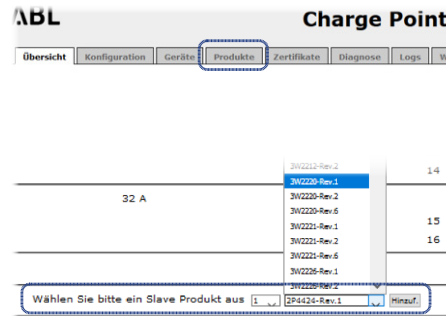 ABL
Charge Point
Übersicht Konfiguration Geräte Produkte Zertifikate Diagnose Logs W
3W2212-Rev.2
14
3W2220-Rev.1
32 A
3W2220-Rev.2
3W2220-Rev.6
3W2221-Rev.1
15
3W2221-Rev.2
16
3W2221-Rev.6
3W2226-Rev.1
3W2226-Rev.2
Wählen Sie bitte ein Slave Produkt aus 1 2P4424-Rev.1 Hinzuf.